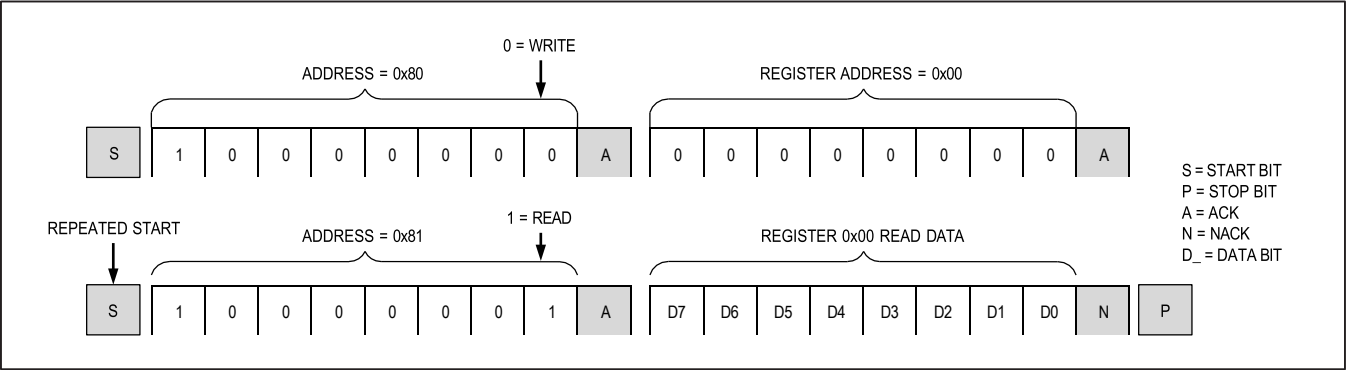 0 = WRITE
ADDRESS = 0x80
REGISTER ADDRESS = 0x00
S 1 0 0 0 0 0 0 0 A 0 0 0 0 0 0 0 0 A
S = START BIT
P = STOP BIT
A = ACK
N = NACK
D_ = DATA BIT
REPEATED START
1 = READ
ADDRESS = 0x81
REGISTER 0x00 READ DATA
S 1 0 0 0 0 0 0 1 A D7 D6 D5 D4 D3 D2 D1 D0 N P